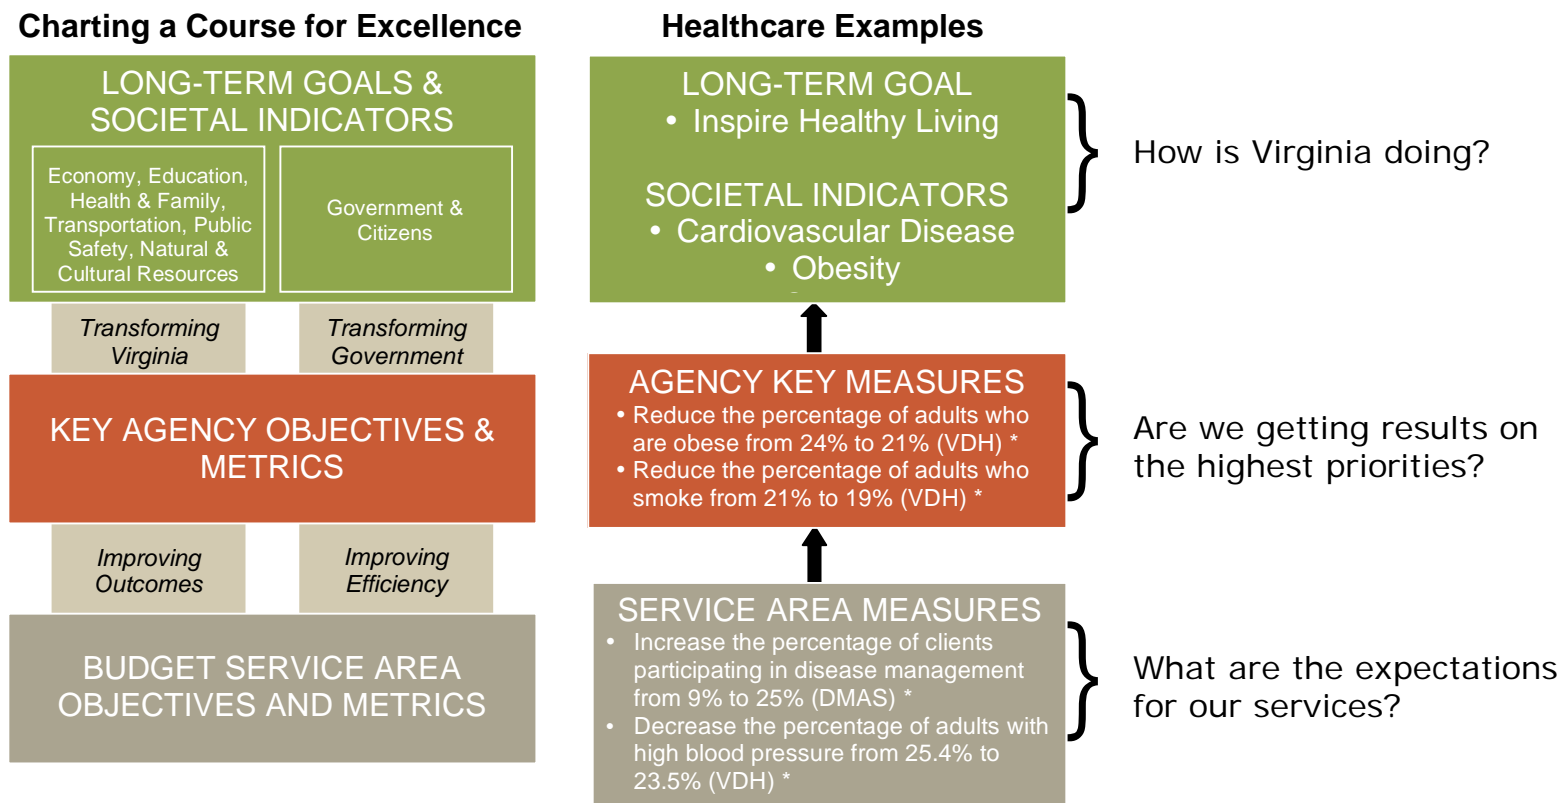 Charting a Course for Excellence
LONG-TERM GOALS &
SOCIETAL INDICATORS
Economy, Education,
Health & Family,
Transportation, Public
Safety, Natural &
Cultural Resources
Government &
Citizens
Transforming
Virginia
Transforming
Government
KEY AGENCY OBJECTIVES &
METRICS
Improving
Outcomes
Improving
Efficiency
BUDGET SERVICE AREA
OBJECTIVES AND METRICS
Healthcare Examples
LONG-TERM GOAL
• Inspire Healthy Living
SOCIETAL INDICATORS
• Cardiovascular Disease
• Obesity
How is Virginia doing?
AGENCY KEY MEASURES
• Reduce the percentage of adults who
are obese from 24% to 21% (VDH) *
• Reduce the percentage of adults who
smoke from 21% to 19% (VDH) *
Are we getting results on
the highest priorities?
SERVICE AREA MEASURES
• Increase the percentage of clients
participating in disease management
from 9% to 25% (DMAS) *
• Decrease the percentage of adults with
high blood pressure from 25.4% to
23.5% (VDH) *
What are the expectations
for our services?